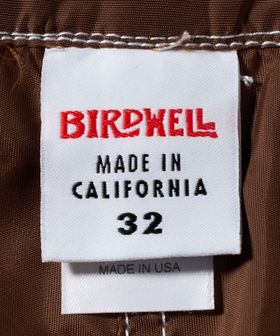 BIRDWELL
MADE IN
CALIFORNIA
32
MADE IN USA